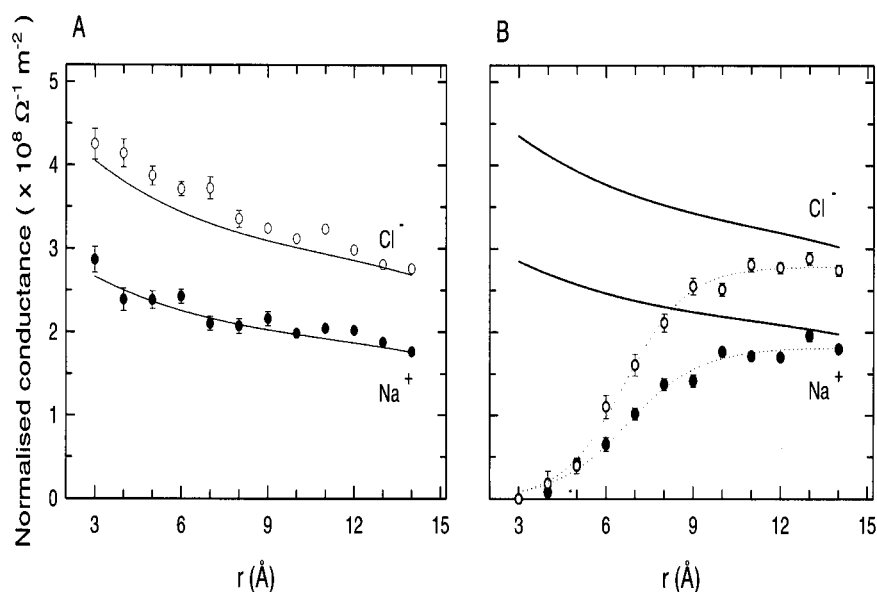 A
B
Normalised conductance ( x 10⁸ Ω⁻¹ m⁻²)
5
4
3
2
1
0
Cl⁻
Na⁺
Cl⁻
Na⁺
3 6 9 12 15
3 6 9 12 15
r (Å)
r (Å)